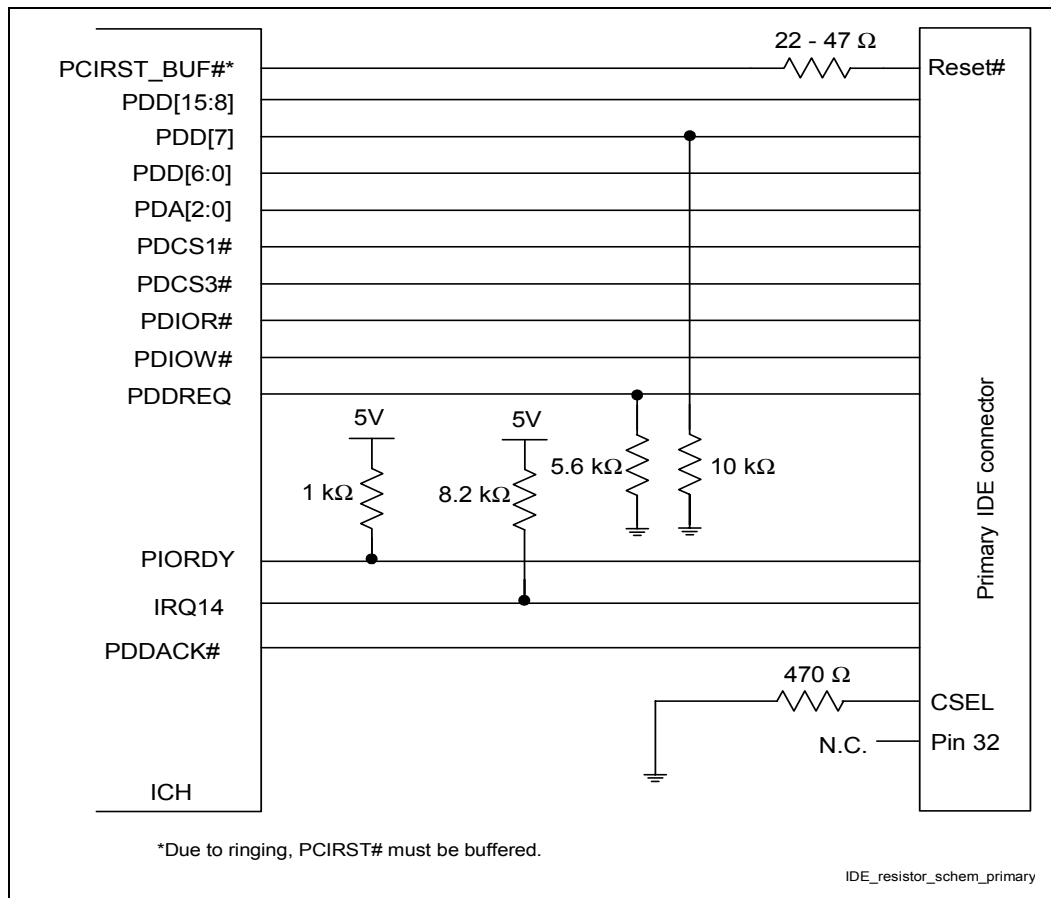 22 - 47 Ω
PCIRST_BUF#*
Reset#
PDD[15:8]
PDD[7]
PDD[6:0]
PDA[2:0]
PDCS1#
PDCS3#
PDIOR#
PDIOW#
PDDREQ
5V
5V
1 kΩ
8.2 kΩ
5.6 kΩ
10 kΩ
Primary IDE connector
PIORDY
IRQ14
PDDACK#
470 Ω
CSEL
N.C.
Pin 32
ICH
*Due to ringing, PCIRST# must be buffered.
IDE_resistor_schem_primary